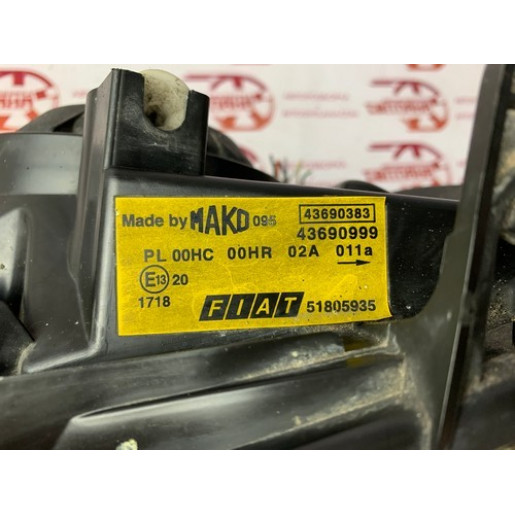 Made by MAKO 095 43690383
43690999
PL 00HC 00HR 02A 011a
E13 20
1718 FIAT 51805935